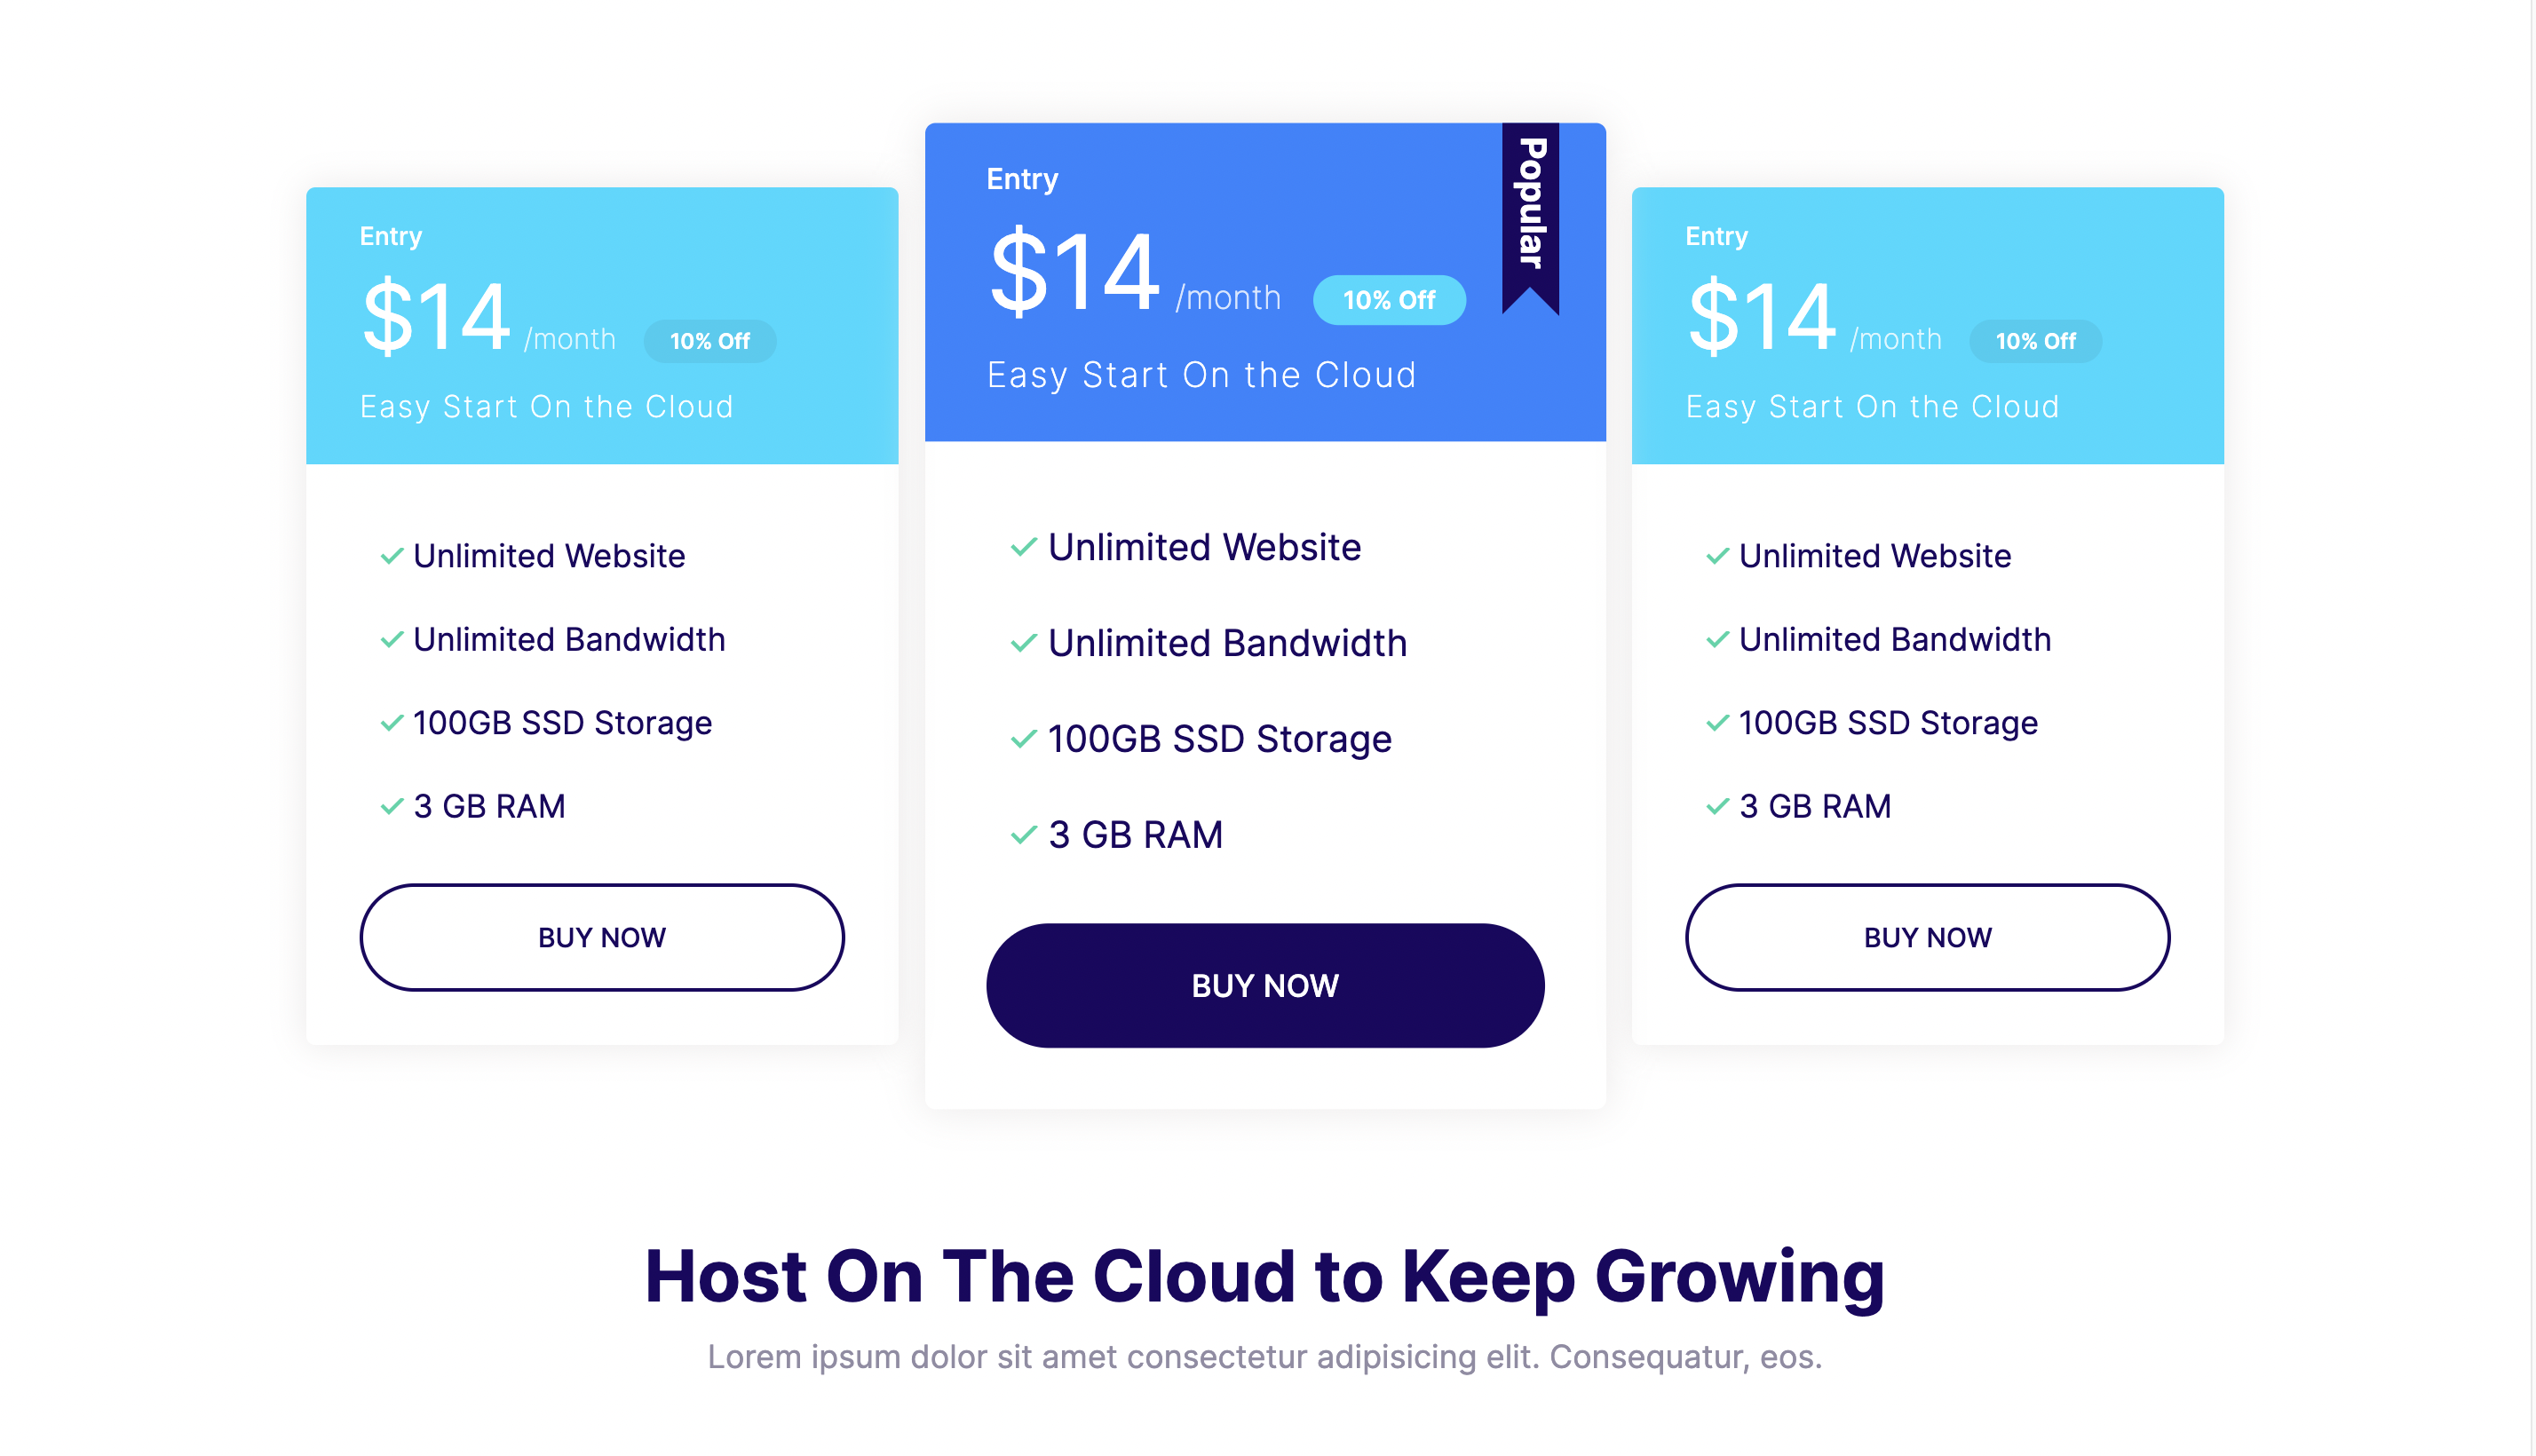 Entry
$14 /month 10% Off
Easy Start On the Cloud
Unlimited Website
Unlimited Bandwidth
100GB SSD Storage
3 GB RAM
BUY NOW
Popular
Entry
$14 /month 10% Off
Easy Start On the Cloud
Unlimited Website
Unlimited Bandwidth
100GB SSD Storage
3 GB RAM
BUY NOW
Entry
$14 /month 10% Off
Easy Start On the Cloud
Unlimited Website
Unlimited Bandwidth
100GB SSD Storage
3 GB RAM
BUY NOW
Host On The Cloud to Keep Growing
Lorem ipsum dolor sit amet consectetur adipisicing elit. Consequatur, eos.